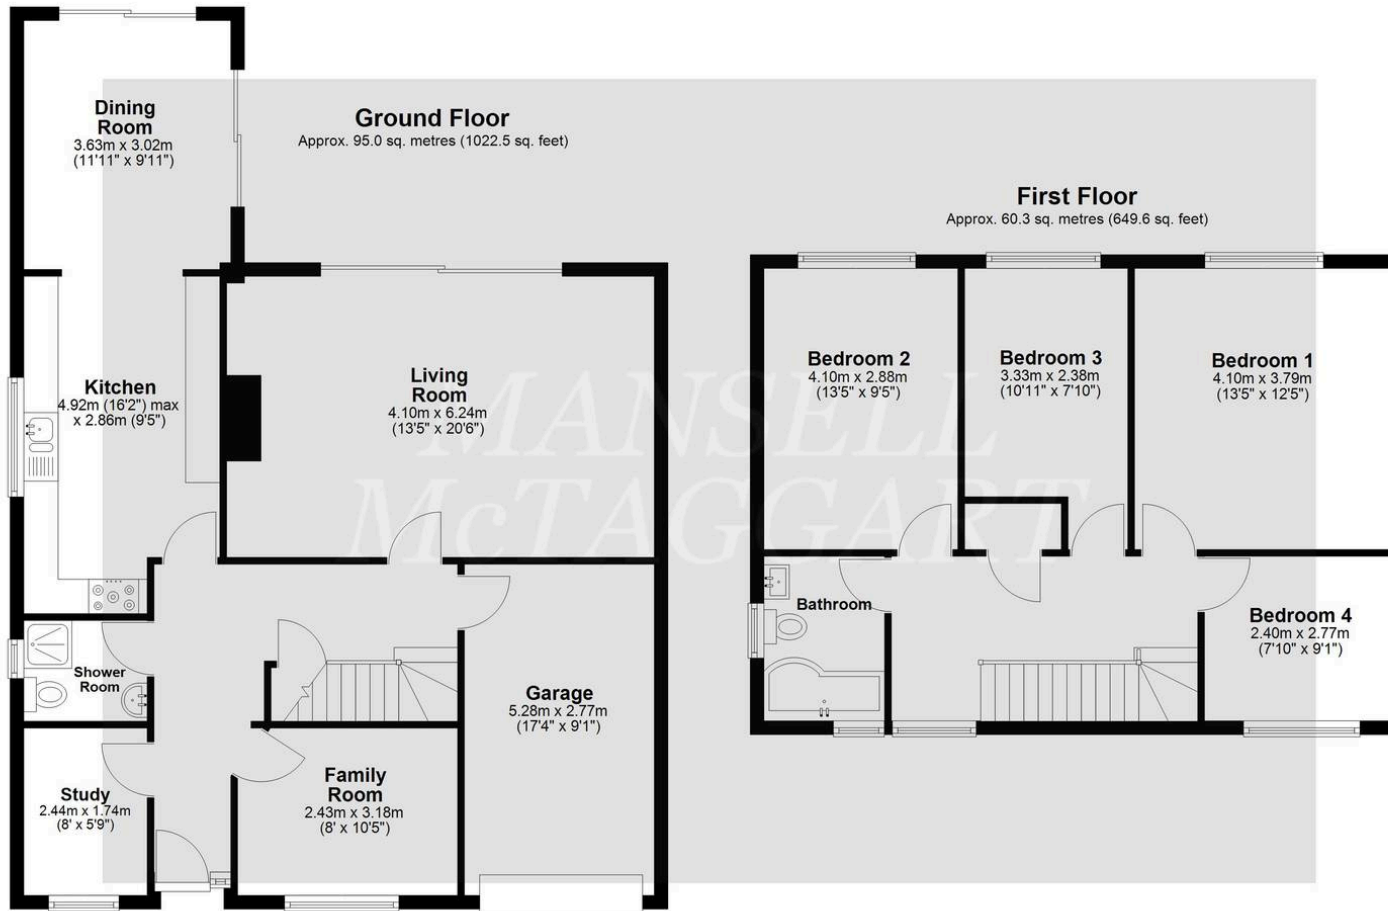 Ground Floor
Approx. 95.0 sq. metres (1022.5 sq. feet)
Dining
Room
3.63m x 3.02m
(11'11" x 9'11")
Kitchen
4.92m (16'2") max
x 2.86m (9'5")
Living
Room
4.10m x 6.24m
(13'5" x 20'6")
Shower
Room
Garage
5.28m x 2.77m
(17'4" x 9'1")
Study
2.44m x 1.74m
(8' x 5'9")
Family
Room
2.43m x 3.18m
(8' x 10'5")
First Floor
Approx. 60.3 sq. metres (649.6 sq. feet)
Bedroom 2
4.10m x 2.88m
(13'5" x 9'5")
Bedroom 3
3.33m x 2.38m
(10'11" x 7'10")
Bedroom 1
4.10m x 3.79m
(13'5" x 12'5")
Bathroom
Bedroom 4
2.40m x 2.77m
(7'10" x 9'1")
MANSELL
McTAGGART